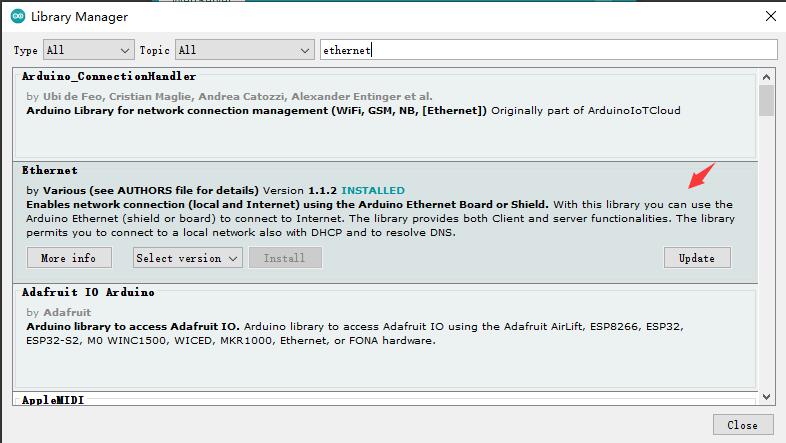 Library Manager
Type All Topic All ethernet
Arduino_ConnectionHandler
by Ubi de Feo, Cristian Maglie, Andrea Catozzi, Alexander Entinger et al.
Arduino Library for network connection management (WiFi, GSM, NB, [Ethernet]) Originally part of ArduinoIoTCloud
Ethernet
by Various (see AUTHORS file for details) Version 1.1.2 INSTALLED
Enables network connection (local and Internet) using the Arduino Ethernet Board or Shield. With this library you can use the
Arduino Ethernet (shield or board) to connect to Internet. The library provides both Client and server functionalities. The library
permits you to connect to a local network also with DHCP and to resolve DNS.
More info Select version Install Update
Adafruit IO Arduino
by Adafruit
Arduino library to access Adafruit IO. Arduino library to access Adafruit IO using the Adafruit AirLift, ESP8266, ESP32,
ESP32-S2, M0 WINC1500, WICED, MKR1000, Ethernet, or FONA hardware.
AppleMIDI
Close